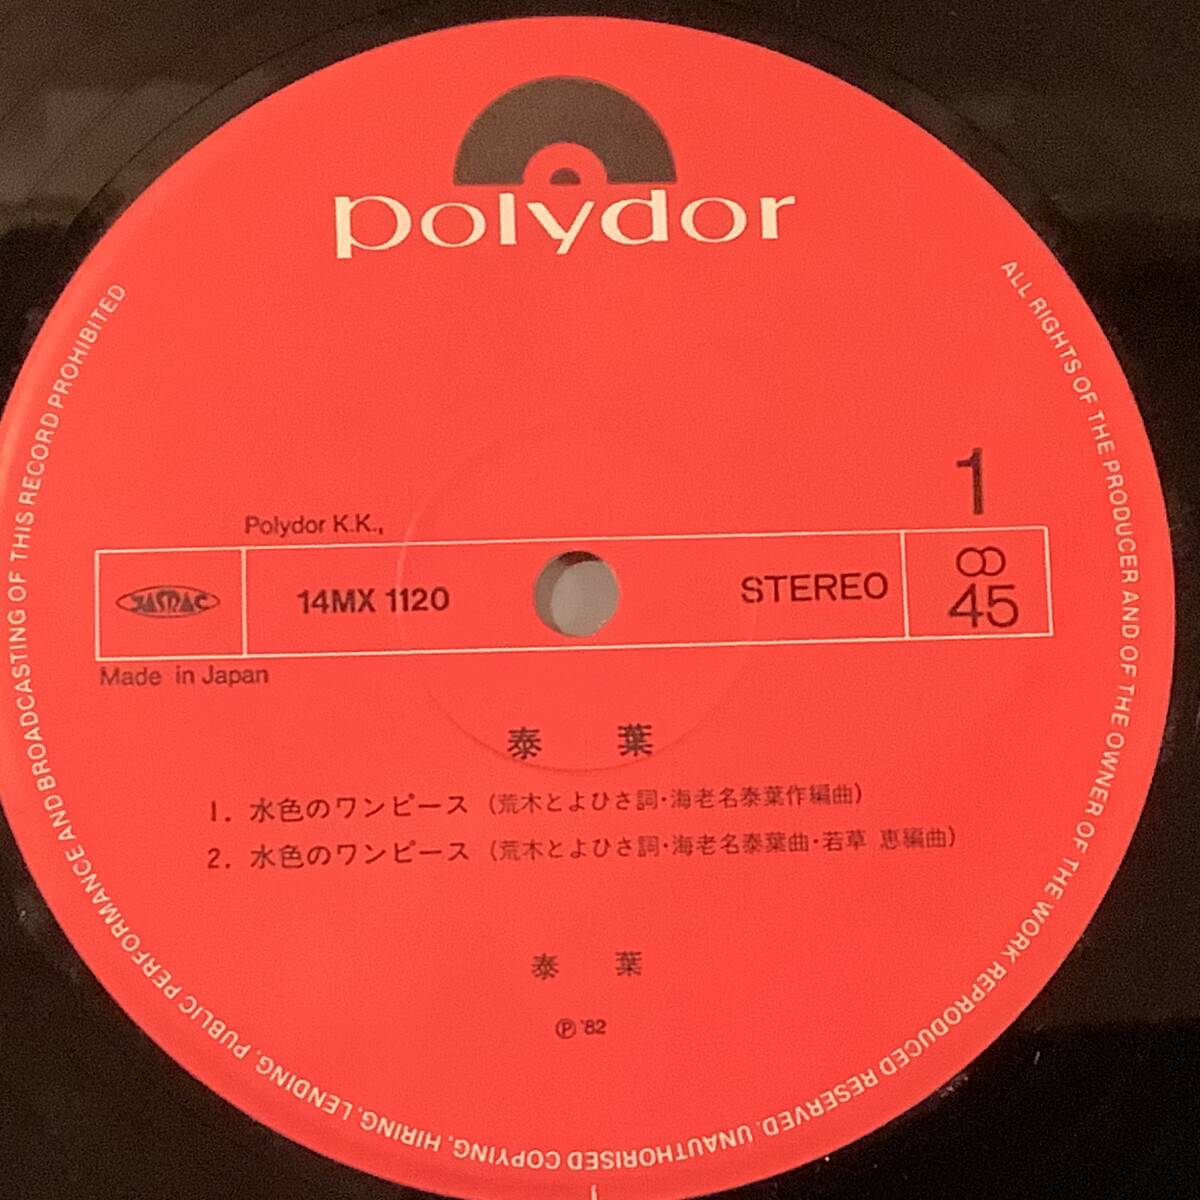 polydor
1
Polydor K.K.,
JASRAC
14MX 1120
STEREO
45
Made in Japan
泰 葉
1. 水色のワンピース (荒木とよひさ詞・海老名泰葉作編曲)
2. 水色のワンピース (荒木とよひさ詞・海老名泰葉曲・若草 恵編曲)
泰 葉
Ⓟ '82
ALL RIGHTS OF THE PRODUCER AND OF THE OWNER OF THE WORK REPRODUCED RESERVED. UNAUTHORISED COPYING, HIRING, LENDING, PUBLIC PERFORMANCE AND BROADCASTING OF THIS RECORD PROHIBITED